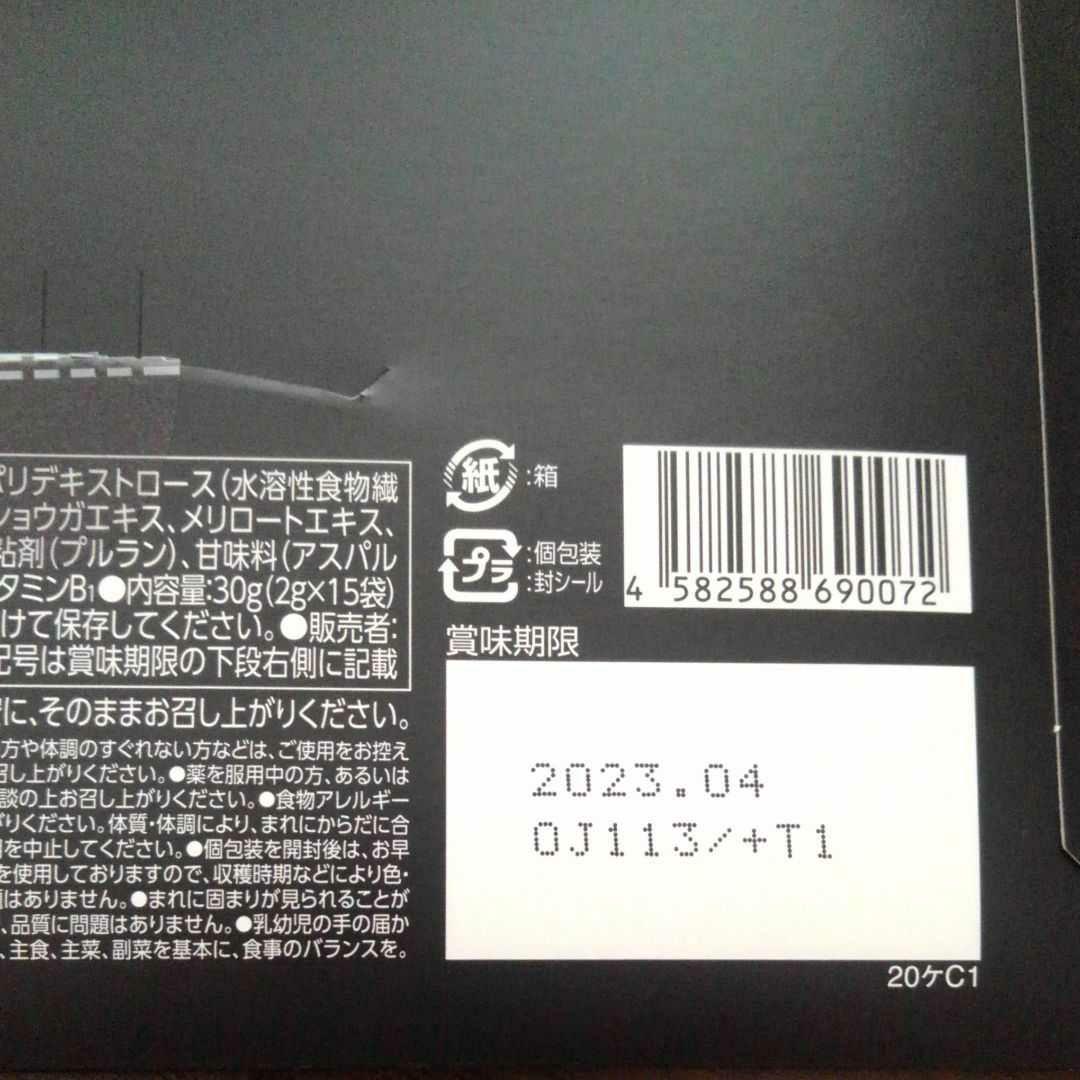 ポリデキストロース(水溶性食物繊
ショウガエキス、メリロートエキス、
粘剤(プルラン)、甘味料(アスパル
タミンB1●内容量:30g(2g×15袋)
けて保存してください。●販売者:
記号は賞味期限の下段右側に記載
に、そのままお召し上がりください。
方や体調のすぐれない方などは、ご使用をお控え
召し上がりください。●薬を服用中の方、あるいは
談の上お召し上がりください。●食物アレルギー
がりください。体質・体調により、まれにからだに合
用を中止してください。●個包装を開封後は、お早
を使用しておりますので、収穫時期などにより色・
題はありません。●まれに固まりが見られることが
、品質に問題はありません。●乳幼児の手の届か
、主食、主菜、副菜を基本に、食事のバランスを。
紙:箱
プラ:個包装
:封シール
4 582588 690072
賞味期限
2023.04
0J113/+T1
20ケC1